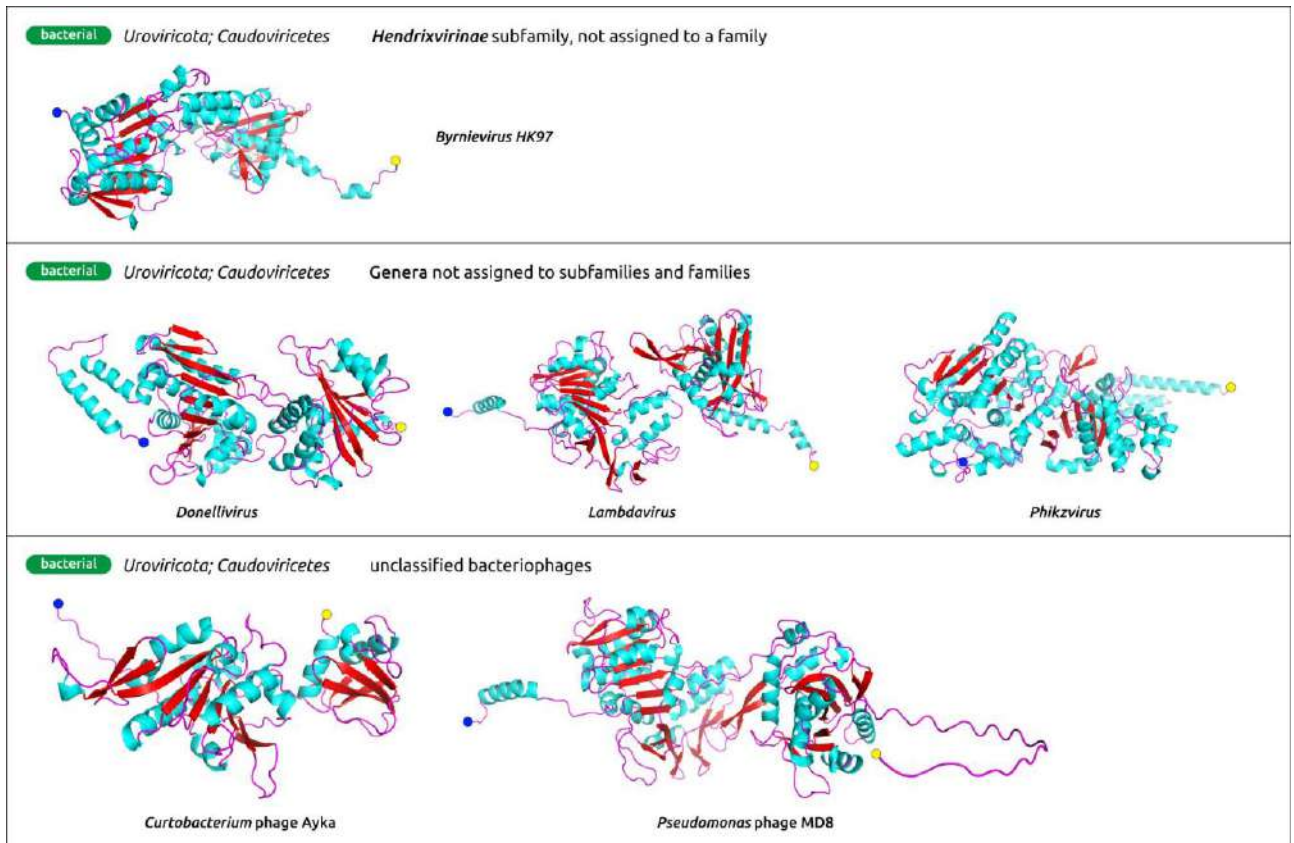 bacterial Uroviricota; Caudoviricetes Hendrixvirinae subfamily, not assigned to a family
Byrnievirus HK97
bacterial Uroviricota; Caudoviricetes Genera not assigned to subfamilies and families
Donellivirus Lambdavirus Phikzvirus
bacterial Uroviricota; Caudoviricetes unclassified bacteriophages
Curtobacterium phage Ayka Pseudomonas phage MD8